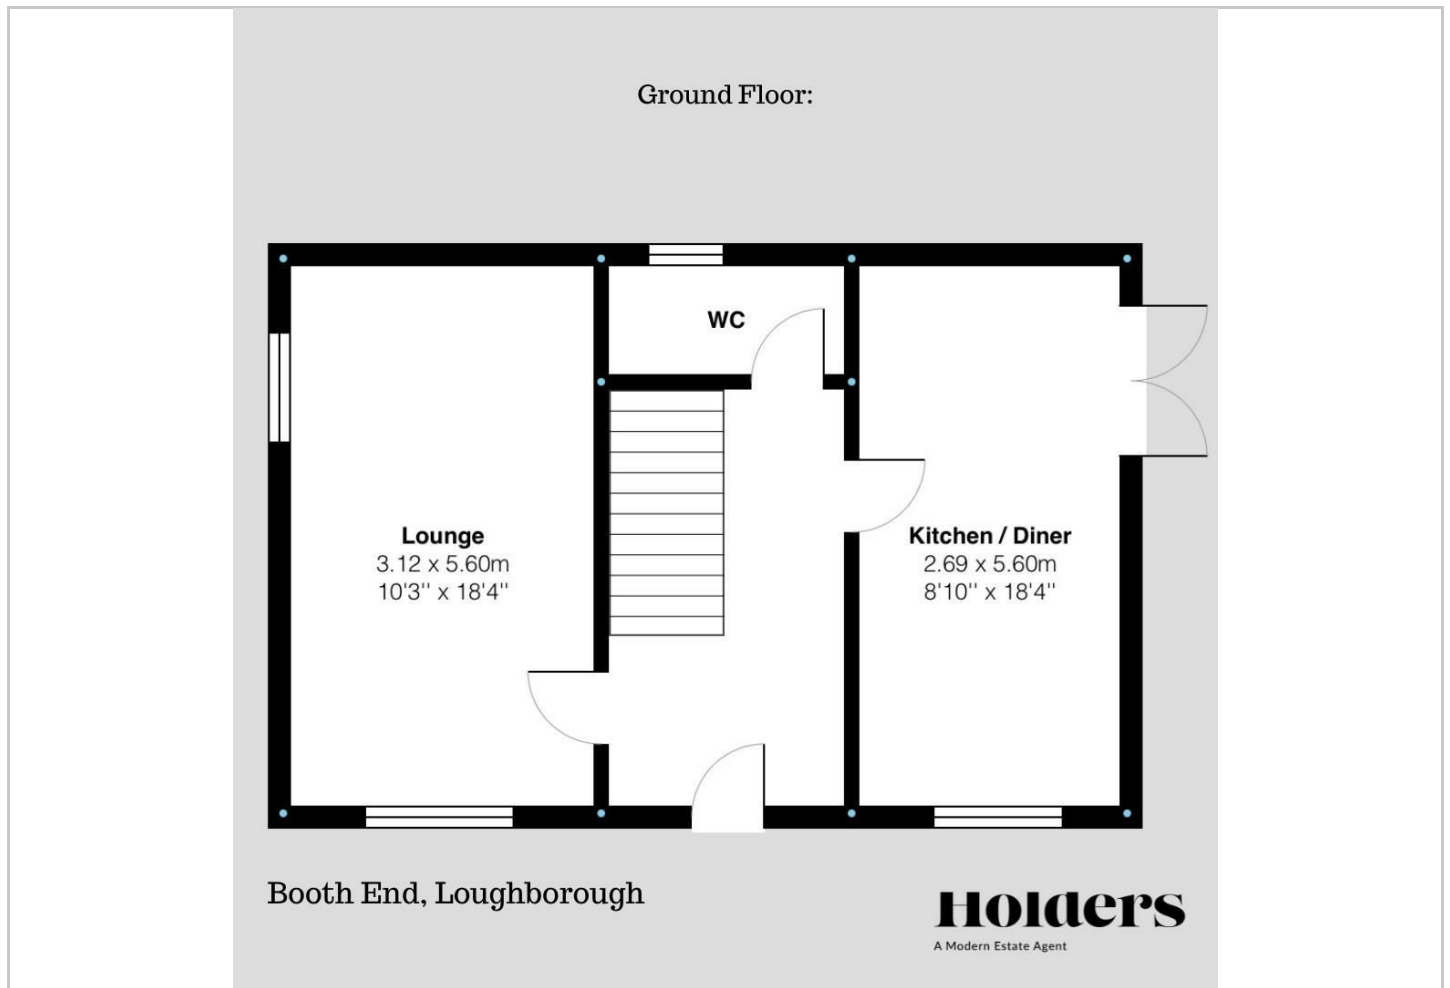 Ground Floor:
WC
Lounge
3.12 x 5.60m
10'3'' x 18'4''
Kitchen / Diner
2.69 x 5.60m
8'10'' x 18'4''
Booth End, Loughborough
Holders
A Modern Estate Agent